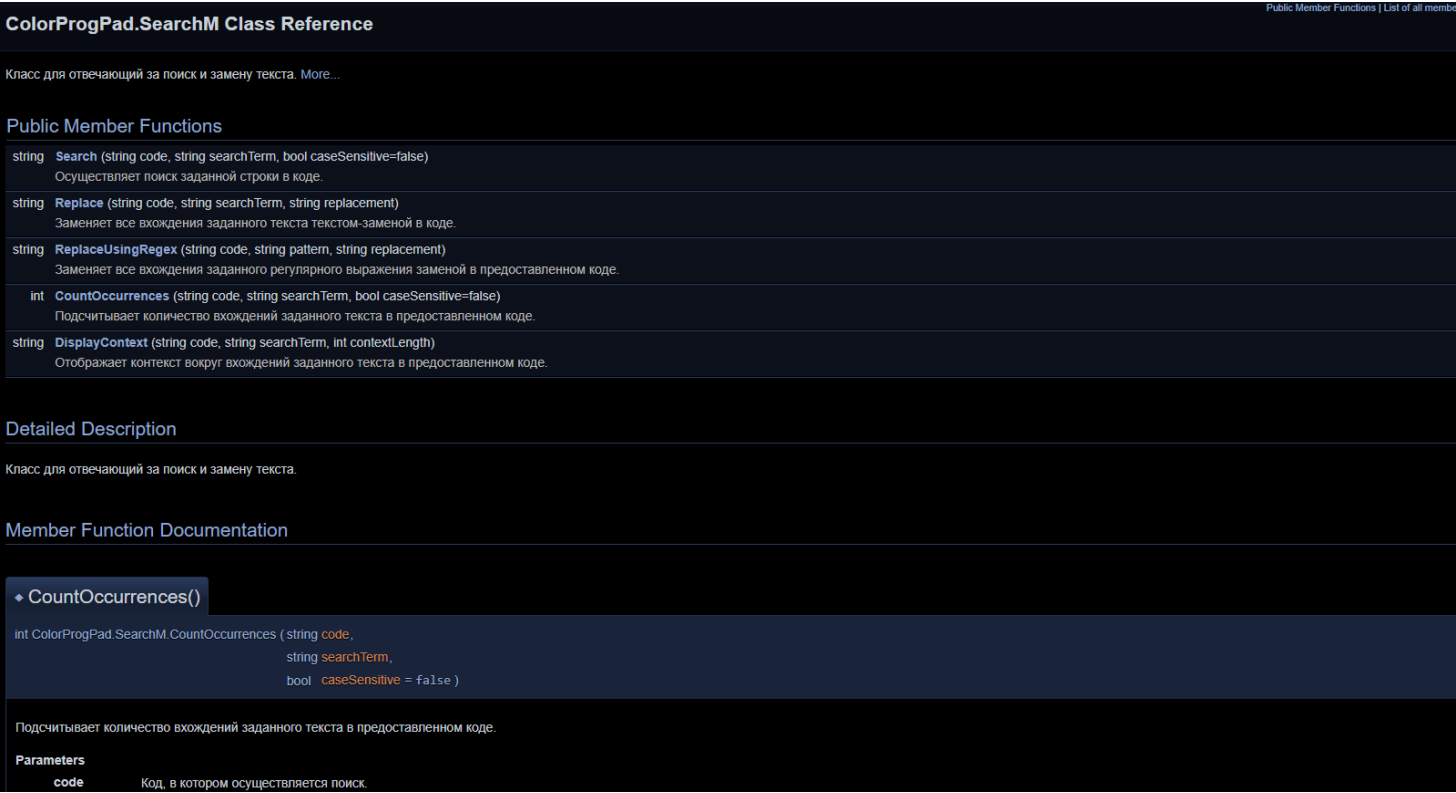 Public Member Functions | List of all membe
ColorProgPad.SearchM Class Reference
Класс для отвечающий за поиск и замену текста. More...
Public Member Functions
string Search (string code, string searchTerm, bool caseSensitive=false)
Осуществляет поиск заданной строки в коде.
string Replace (string code, string searchTerm, string replacement)
Заменяет все вхождения заданного текста текстом-заменой в коде.
string ReplaceUsingRegex (string code, string pattern, string replacement)
Заменяет все вхождения заданного регулярного выражения заменой в предоставленном коде.
int CountOccurrences (string code, string searchTerm, bool caseSensitive=false)
Подсчитывает количество вхождений заданного текста в предоставленном коде.
string DisplayContext (string code, string searchTerm, int contextLength)
Отображает контекст вокруг вхождений заданного текста в предоставленном коде.
Detailed Description
Класс для отвечающий за поиск и замену текста.
Member Function Documentation
◆ CountOccurrences()
int ColorProgPad.SearchM.CountOccurrences ( string code,
string searchTerm,
bool caseSensitive = false )
Подсчитывает количество вхождений заданного текста в предоставленном коде.
Parameters
code Код, в котором осуществляется поиск.